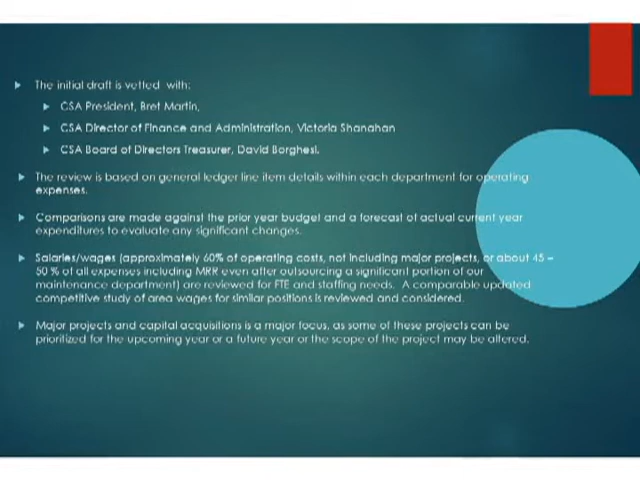 The initial draft is vetted with:
CSA President, Bret Martin,
CSA Director of Finance and Administration, Victoria Shanahan
CSA Board of Directors Treasurer, David Borghesi.
The review is based on general ledger line item details within each department for operating
expenses.
Comparisons are made against the prior year budget and a forecast of actual current year
expenditures to evaluate any significant changes.
Salaries/wages (approximately 60% of operating costs, not including major projects, or about 45 –
50 % of all expenses including MRR even after outsourcing a significant portion of our
maintenance department) are reviewed for FTE and staffing needs. A comparable updated
competitive study of area wages for similar positions is reviewed and considered.
Major projects and capital acquisitions is a major focus, as some of these projects can be
prioritized for the upcoming year or a future year or the scope of the project may be altered.